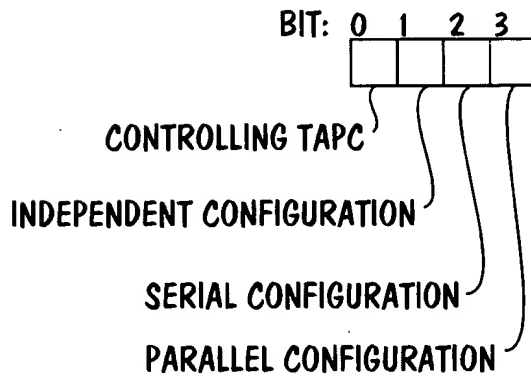 BIT: 0 1 2 3
CONTROLLING TAPC
INDEPENDENT CONFIGURATION
SERIAL CONFIGURATION
PARALLEL CONFIGURATION